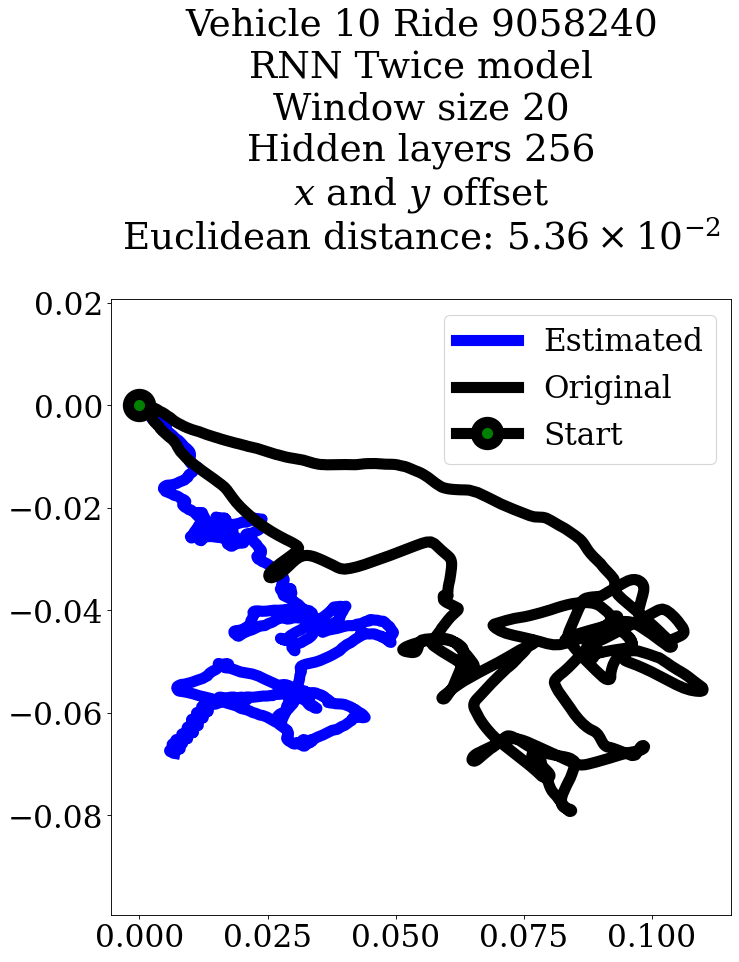 Vehicle 10 Ride 9058240
RNN Twice model
Window size 20
Hidden layers 256
x and y offset
Euclidean distance: 5.36 × 10⁻²
Estimated
Original
Start
0.02
0.00
−0.02
−0.04
−0.06
−0.08
0.000 0.025 0.050 0.075 0.100